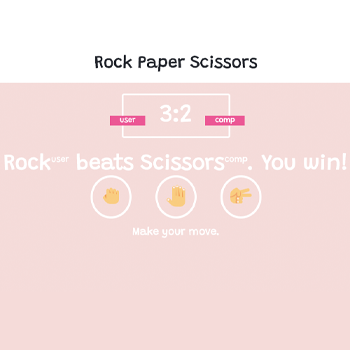 Rock Paper Scissors
3:2
user comp
Rockuser beats Scissorscomp. You win!
Make your move.